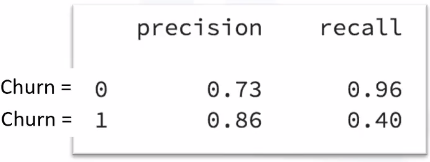 precision recall
Churn = 0 0.73 0.96
Churn = 1 0.86 0.40